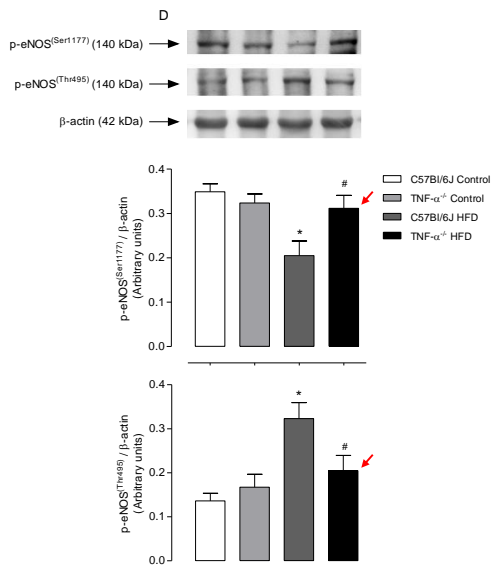 D
p-eNOS(Ser1177) (140 kDa)
p-eNOS(Thr495) (140 kDa)
β-actin (42 kDa)
p-eNOS(Ser1177) / β-actin
(Arbitrary units)
0.4
0.3
0.2
0.1
0.0
*
#
C57Bl/6J Control
TNF-α-/- Control
C57Bl/6J HFD
TNF-α-/- HFD
p-eNOS(Thr495) / β-actin
(Arbitrary units)
0.4
0.3
0.2
0.1
0.0
*
#